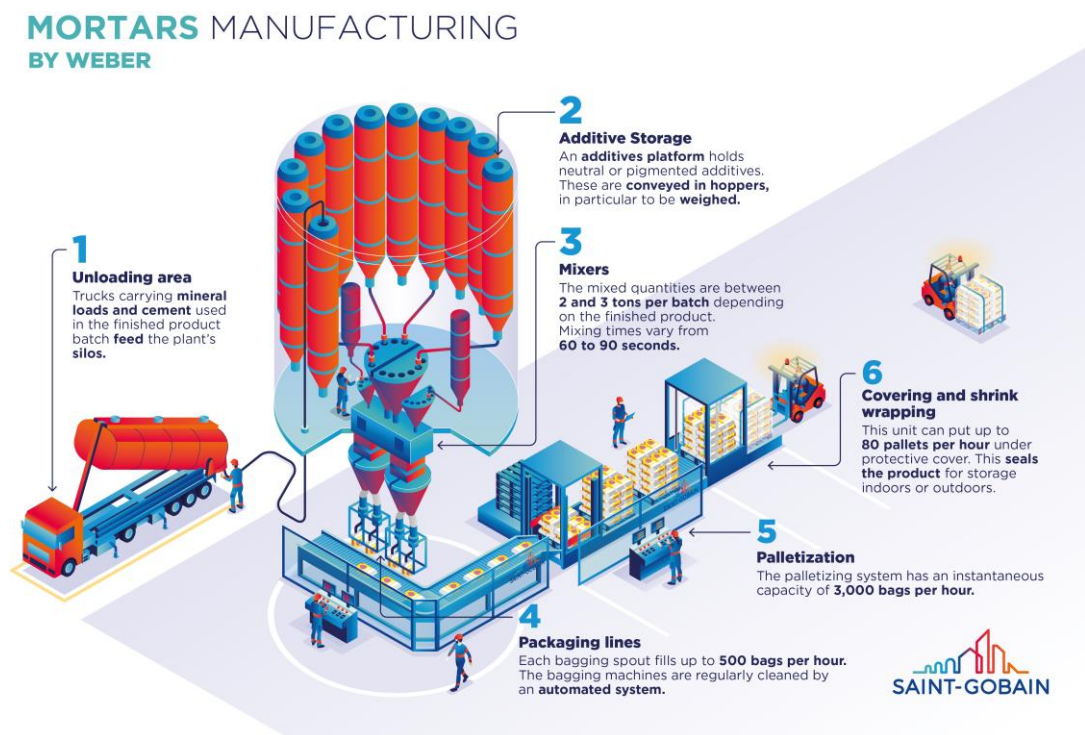 MORTARS MANUFACTURING
BY WEBER
1
Unloading area
Trucks carrying mineral
loads and cement used
in the finished product
batch feed the plant's
silos.
2
Additive Storage
An additives platform holds
neutral or pigmented additives.
These are conveyed in hoppers,
in particular to be weighed.
3
Mixers
The mixed quantities are between
2 and 3 tons per batch depending
on the finished product.
Mixing times vary from
60 to 90 seconds.
4
Packaging lines
Each bagging spout fills up to 500 bags per hour.
The bagging machines are regularly cleaned by
an automated system.
5
Palletization
The palletizing system has an instantaneous
capacity of 3,000 bags per hour.
6
Covering and shrink
wrapping
This unit can put up to
80 pallets per hour under
protective cover. This seals
the product for storage
indoors or outdoors.
SAINT-GOBAIN